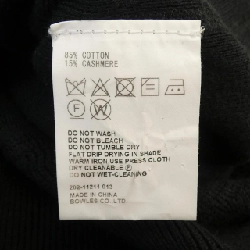 85% COTTON
15% CASHMERE
F W
DO NOT WASH
DO NOT BLEACH
DO NOT TUMBLE DRY
FLAT DRIP DRYING IN SHADE
WARM IRON USE PRESS CLOTH
DRY CLEANABLE Ⓕ
DO NOT WET-CLEANING
MADE IN CHINA
BOWLES CO.,LTD